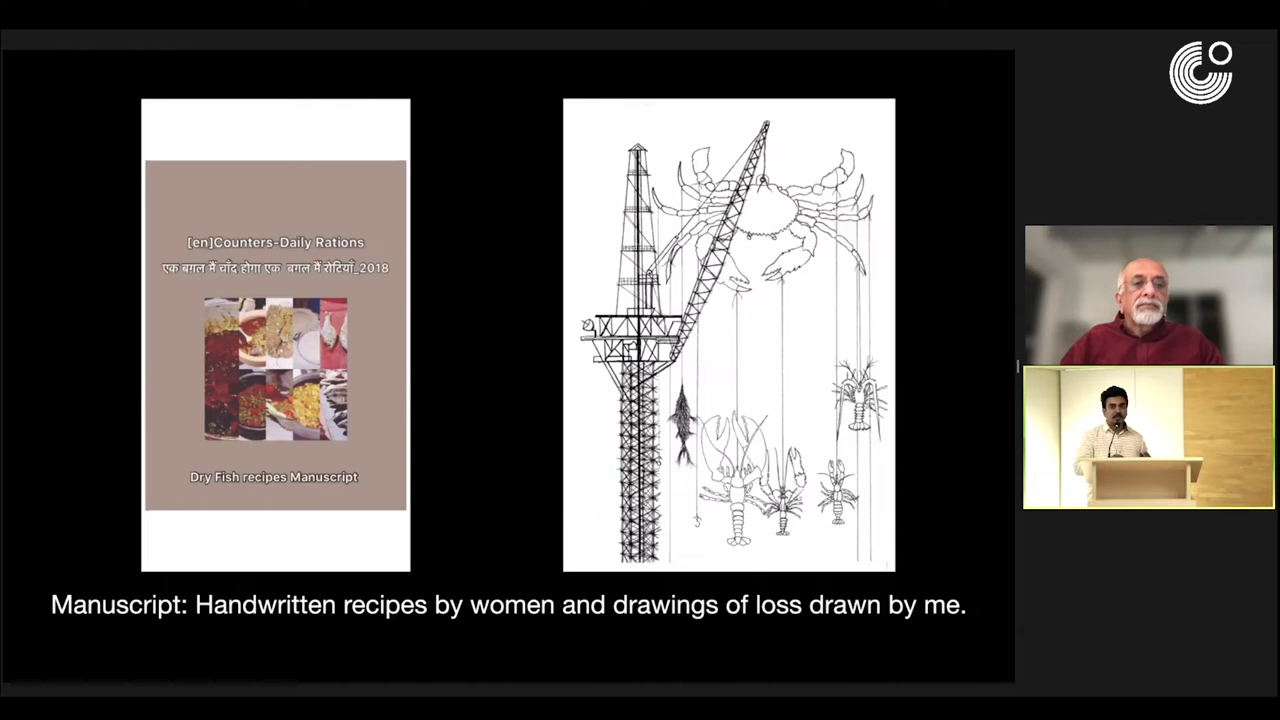 [en]Counters-Daily Rations
एक बगल मैं चाँद होगा एक बगल मैं रोटियाँ_2018
Dry Fish recipes Manuscript
Manuscript: Handwritten recipes by women and drawings of loss drawn by me.